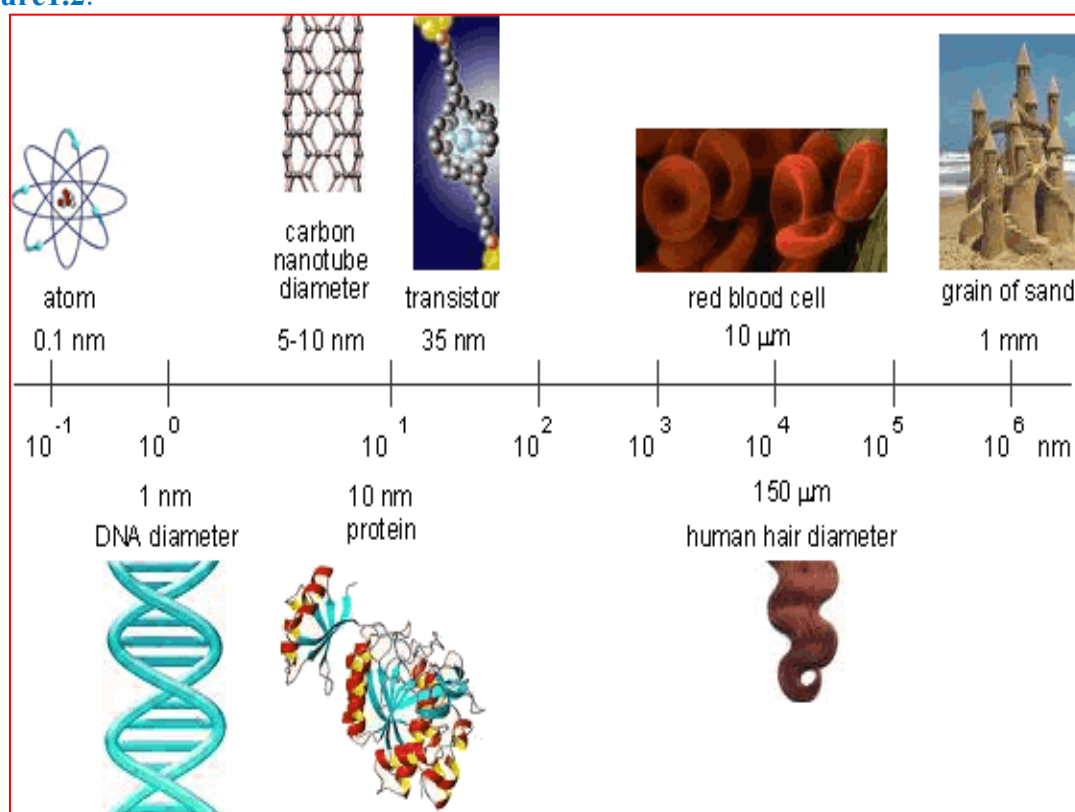 ure1.2.
carbon
nanotube
diameter
atom
transistor
red blood cell
grain of sand
0.1 nm
5-10 nm
35 nm
10 µm
1 mm
10^-1 10^0 10^1 10^2 10^3 10^4 10^5 10^6 nm
1 nm
10 nm
150 µm
DNA diameter
protein
human hair diameter